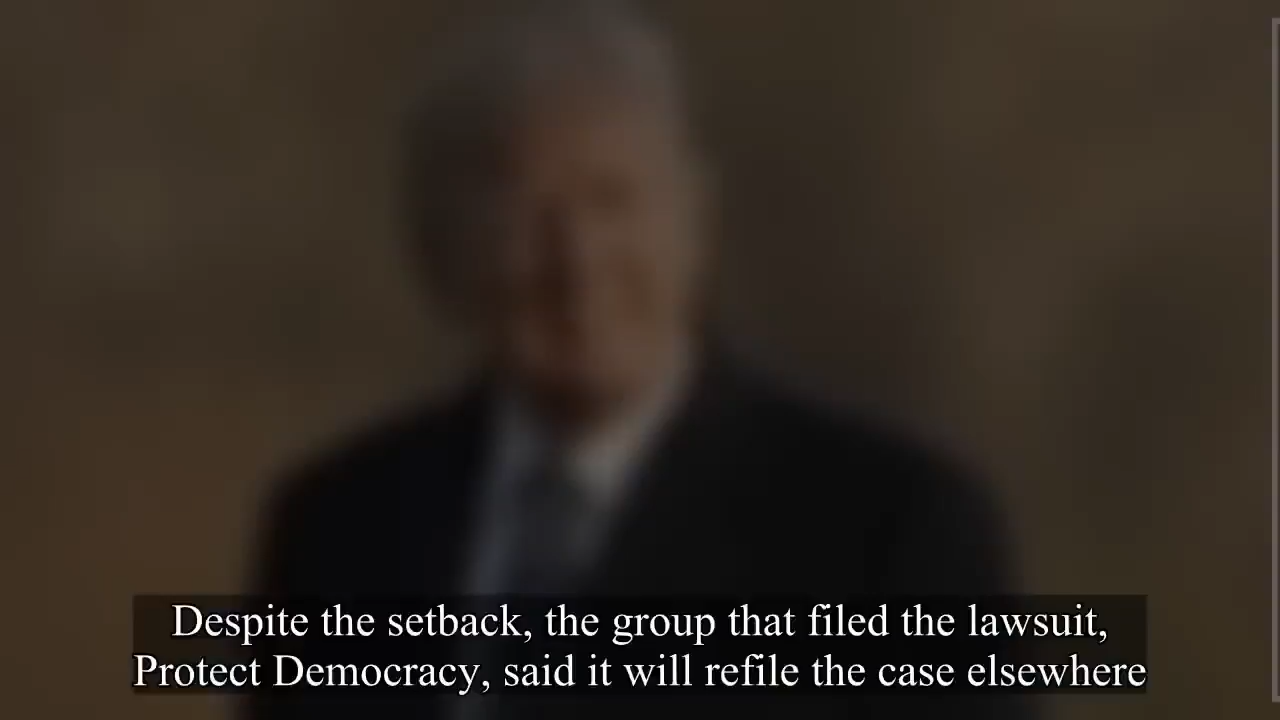 Despite the setback, the group that filed the lawsuit,
Protect Democracy, said it will refile the case elsewhere